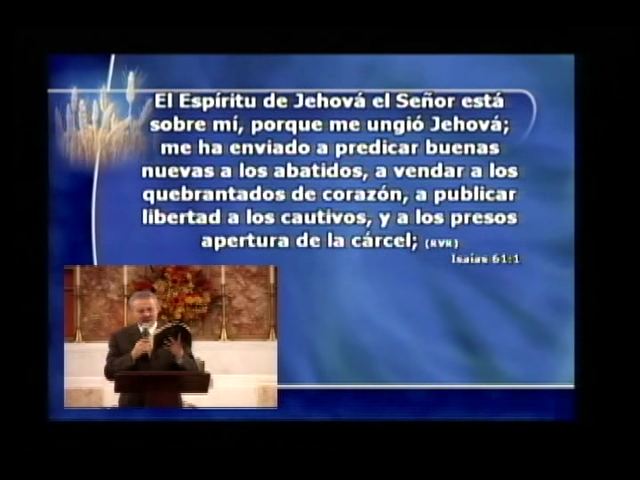 El Espíritu de Jehová el Señor está
sobre mí, porque me ungió Jehová;
me ha enviado a predicar buenas
nuevas a los abatidos, a vendar a los
quebrantados de corazón, a publicar
libertad a los cautivos, y a los presos
apertura de la cárcel; (RVR)
Isaías 61:1